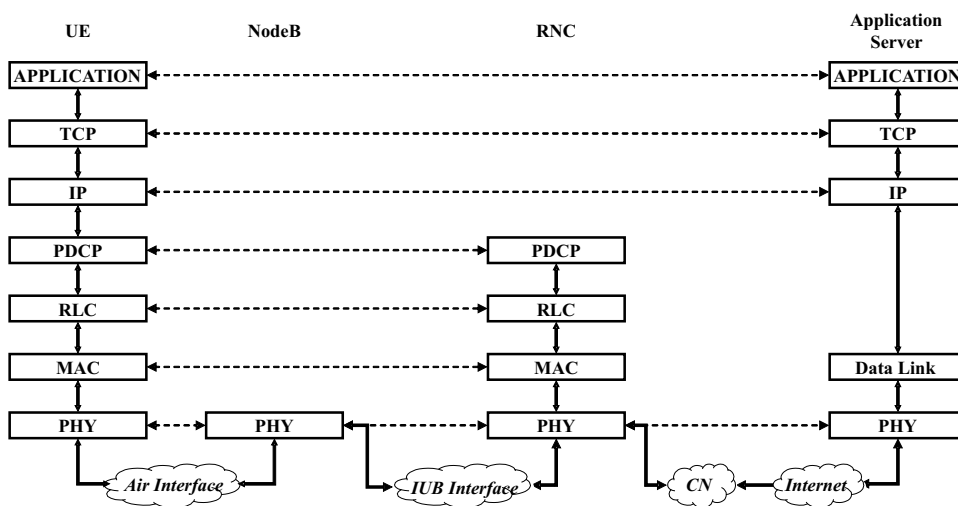 UE
NodeB
RNC
Application
Server
APPLICATION
APPLICATION
TCP
TCP
IP
IP
PDCP
PDCP
RLC
RLC
MAC
MAC
Data Link
PHY
PHY
PHY
PHY
Air Interface
IUB Interface
CN
Internet